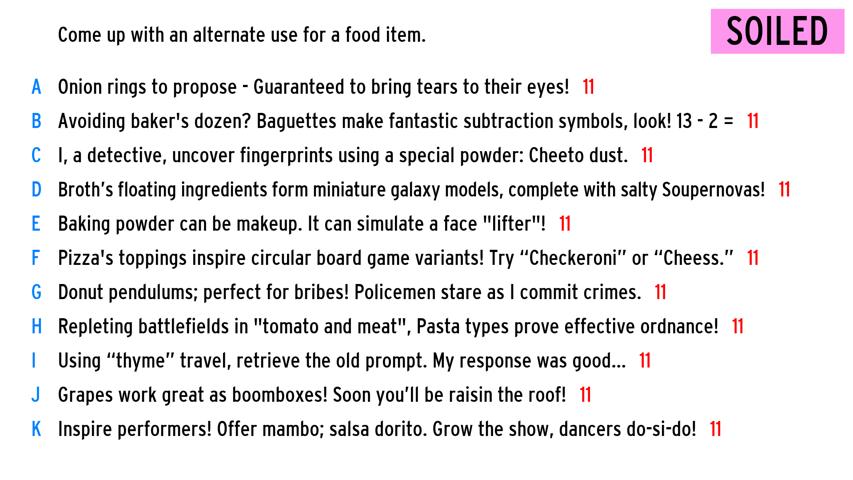 Come up with an alternate use for a food item.
SOILED
A Onion rings to propose - Guaranteed to bring tears to their eyes! 11
B Avoiding baker's dozen? Baguettes make fantastic subtraction symbols, look! 13 - 2 = 11
C I, a detective, uncover fingerprints using a special powder: Cheeto dust. 11
D Broth's floating ingredients form miniature galaxy models, complete with salty Soupernovas! 11
E Baking powder can be makeup. It can simulate a face "lifter"! 11
F Pizza's toppings inspire circular board game variants! Try “Checkeroni” or “Cheess.” 11
G Donut pendulums; perfect for bribes! Policemen stare as I commit crimes. 11
H Repleting battlefields in "tomato and meat", Pasta types prove effective ordnance! 11
I Using “thyme” travel, retrieve the old prompt. My response was good... 11
J Grapes work great as boomboxes! Soon you'll be raisin the roof! 11
K Inspire performers! Offer mambo; salsa dorito. Grow the show, dancers do-si-do! 11